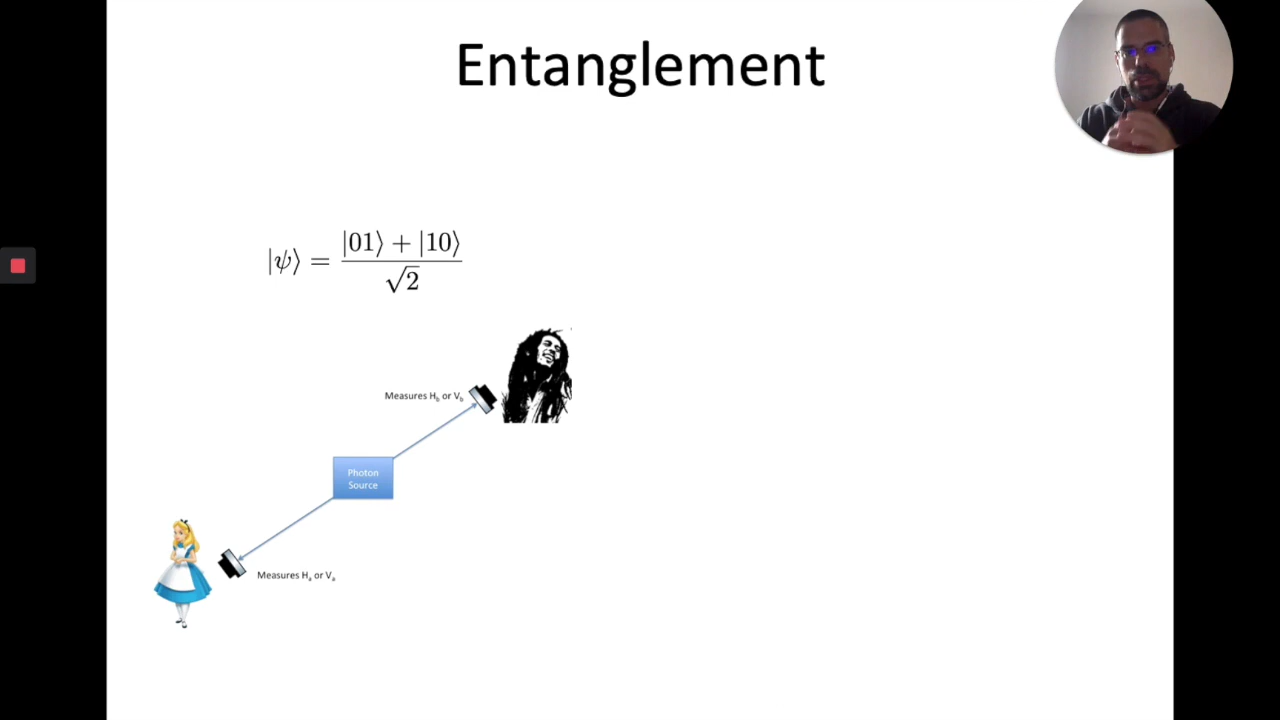 Entanglement
|ψ⟩ = (|01⟩ + |10⟩)/√2
Measures H_b or V_b
Photon
Source
Measures H_a or V_a